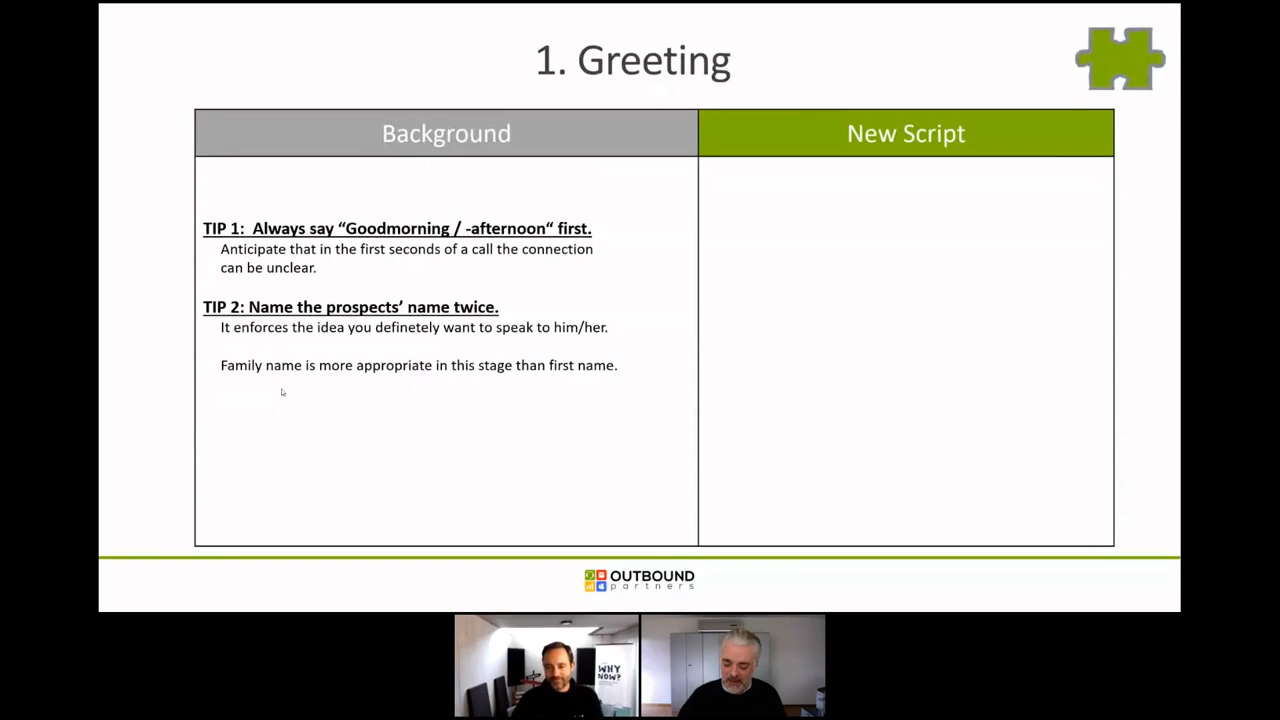 1. Greeting
Background
New Script
TIP 1:  Always say “Goodmorning / -afternoon“ first.
Anticipate that in the first seconds of a call the connection
can be unclear.
TIP 2: Name the prospects’ name twice.
It enforces the idea you definetely want to speak to him/her.
Family name is more appropriate in this stage than first name.
OUTBOUND
partners
WHY
NOW?